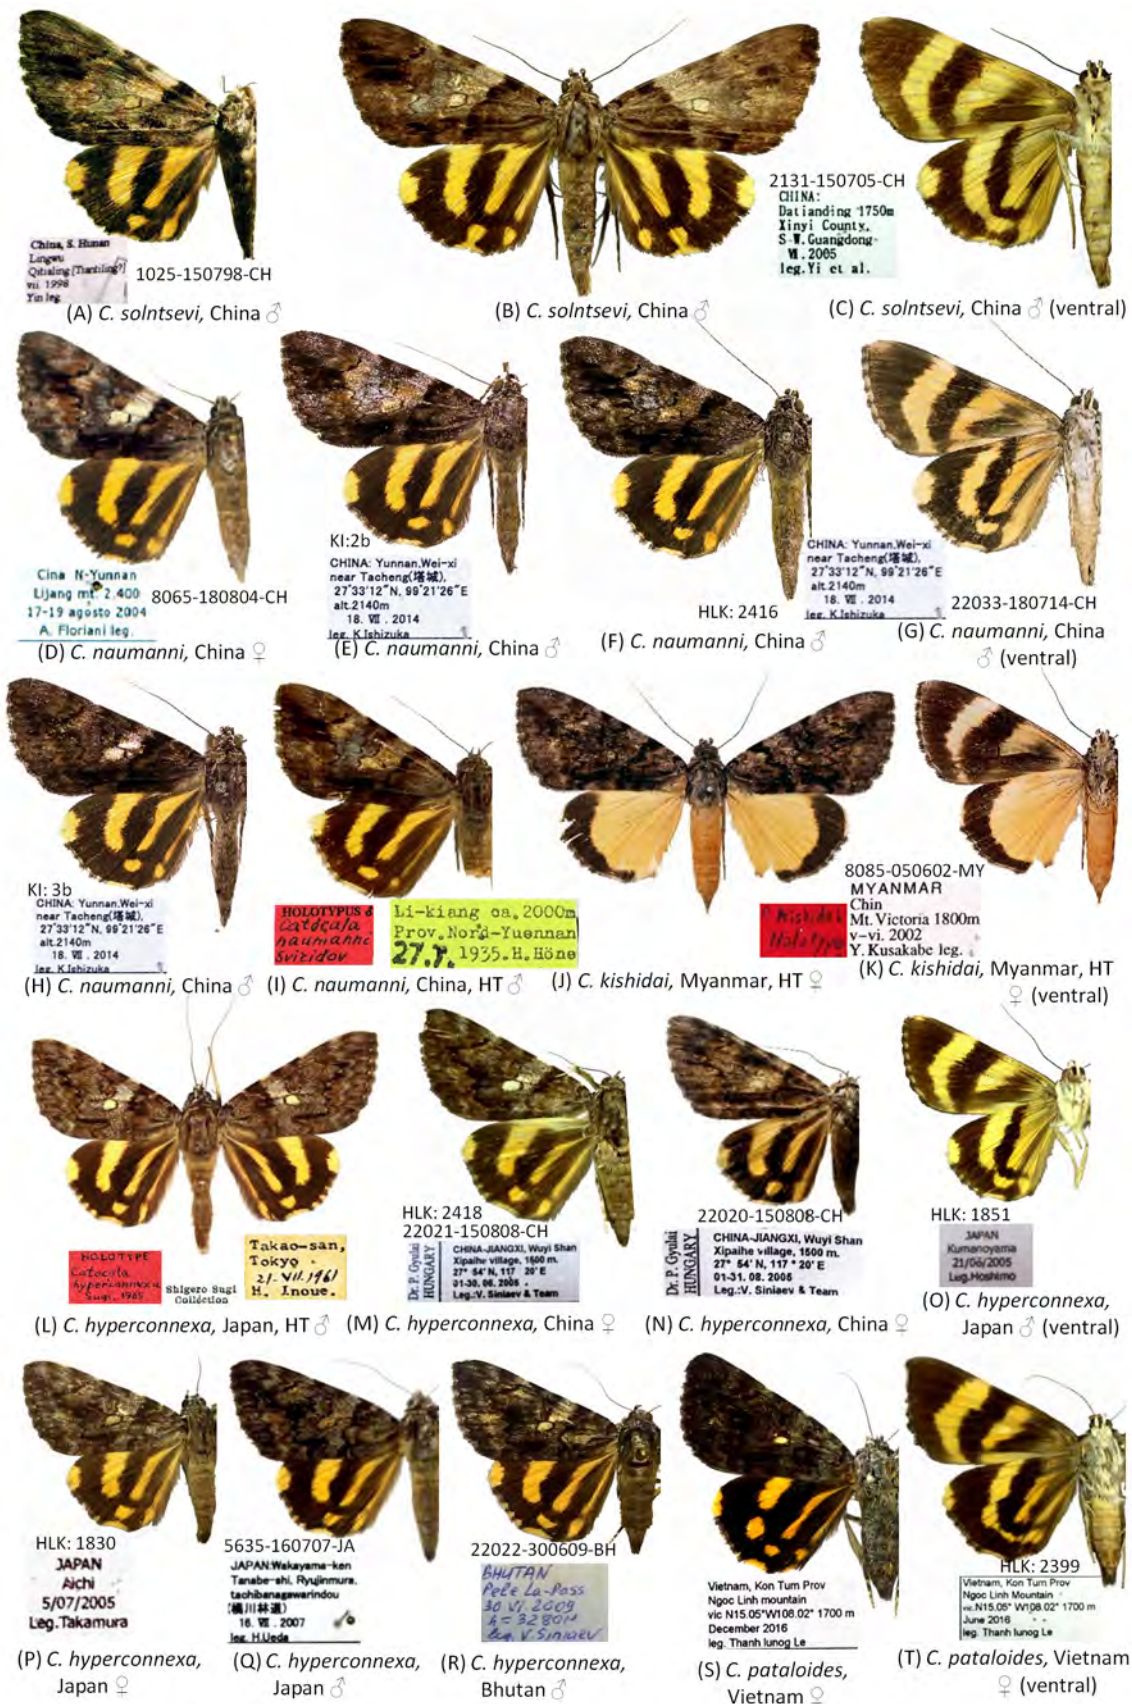 China, S. Hunan
Lingwu
vii. 1998
Yin leg
1025-150798-CH
(A) C. solntsevi, China ♂
(B) C. solntsevi, China ♂
2131-150705-CH
CHINA:
Datianding 1750m
Xinyi County,
S-W.Guangdong
Ⅶ.2005
leg.Yi et al.
(C) C. solntsevi, China ♂ (ventral)
Cina N-Yunnan
Lijang mt. 2.400
17-19 agosto 2004
A. Floriani leg.
8065-180804-CH
(D) C. naumanni, China ♀
KI:2b
CHINA: Yunnan.Wei-xi
near Tacheng(塔城),
27°33'12"N, 99°21'26"E
alt.2140m
18. Ⅶ. 2014
leg. K.Ishizuka
(E) C. naumanni, China ♂
HLK: 2416
(F) C. naumanni, China ♂
CHINA: Yunnan.Wei-xi
near Tacheng(塔城),
27°33'12"N, 99°21'26"E
alt.2140m
18. Ⅶ. 2014
leg. K.Ishizuka
22033-180714-CH
(G) C. naumanni, China
♂ (ventral)
KI: 3b
CHINA: Yunnan.Wei-xi
near Tacheng(塔城),
27°33'12"N, 99°21'26"E
alt.2140m
18. Ⅶ. 2014
leg. K.Ishizuka
(H) C. naumanni, China ♂
HOLOTYPUS ♂
Catocala
naumanni
Sviridov
Li-kiang ca. 2000m
Prov.Nord-Yuennan
1935. H. Höne
(I) C. naumanni, China, HT ♂
(J) C. kishidai, Myanmar, HT ♀
Holotype
8085-050602-MY
MYANMAR
Chin
Mt. Victoria 1800m
v-vi. 2002
Y. Kusakabe leg.
(K) C. kishidai, Myanmar, HT
♀ (ventral)
HOLOTYPE
Catocala
hyperconnexa
Sugi, 1965
Shigero Sugi
Collection
Takao-san,
Tokyo
21-VII.1961
H. Inoue.
(L) C. hyperconnexa, Japan, HT ♂
HLK: 2418
22021-150808-CH
Dr. P. Gyulai
HUNGARY
CHINA-JIANGXI, Wuyi Shan
Xipaihe village, 1500 m.
27° 54' N, 117 ° 20' E
01-30. 06. 2005.
Leg.:V. Siniaev & Team
(M) C. hyperconnexa, China ♀
22020-150808-CH
Dr. P. Gyulai
HUNGARY
CHINA-JIANGXI, Wuyi Shan
Xipaihe village, 1500 m.
27° 54' N, 117 ° 20' E
01-31. 08. 2005
Leg.:V. Siniaev & Team
(N) C. hyperconnexa, China ♀
HLK: 1851
JAPAN
Kumanoyama
21/06/2005
Lug.Hoshimo
(O) C. hyperconnexa,
Japan ♂ (ventral)
HLK: 1830
JAPAN
Aichi
5/07/2005
Leg.Takamura
(P) C. hyperconnexa,
Japan ♀
5635-160707-JA
JAPAN:Wakayama-ken
Tanabe-shi, Ryujinmura,
tachibanagawarindou
(橘川林道)
16. Ⅶ. 2007
leg. H.Ueda
(Q) C. hyperconnexa,
Japan ♂
22022-300609-BH
BHUTAN
Pele La-Pass
30 VI. 2009
h= 3280m
leg. V. Siniaev
(R) C. hyperconnexa,
Bhutan ♂
Vietnam, Kon Tum Prov
Ngoc Linh mountain
vic N15.05°W108.02° 1700 m
December 2016
leg. Thanh lunog Le
(S) C. pataloides,
Vietnam ♀
HLK: 2399
Vietnam, Kon Tum Prov
Ngoc Linh Mountain
vic.N15.05° W108.02° 1700 m
June 2016
leg. Thanh lunog Le
(T) C. pataloides, Vietnam
♀ (ventral)